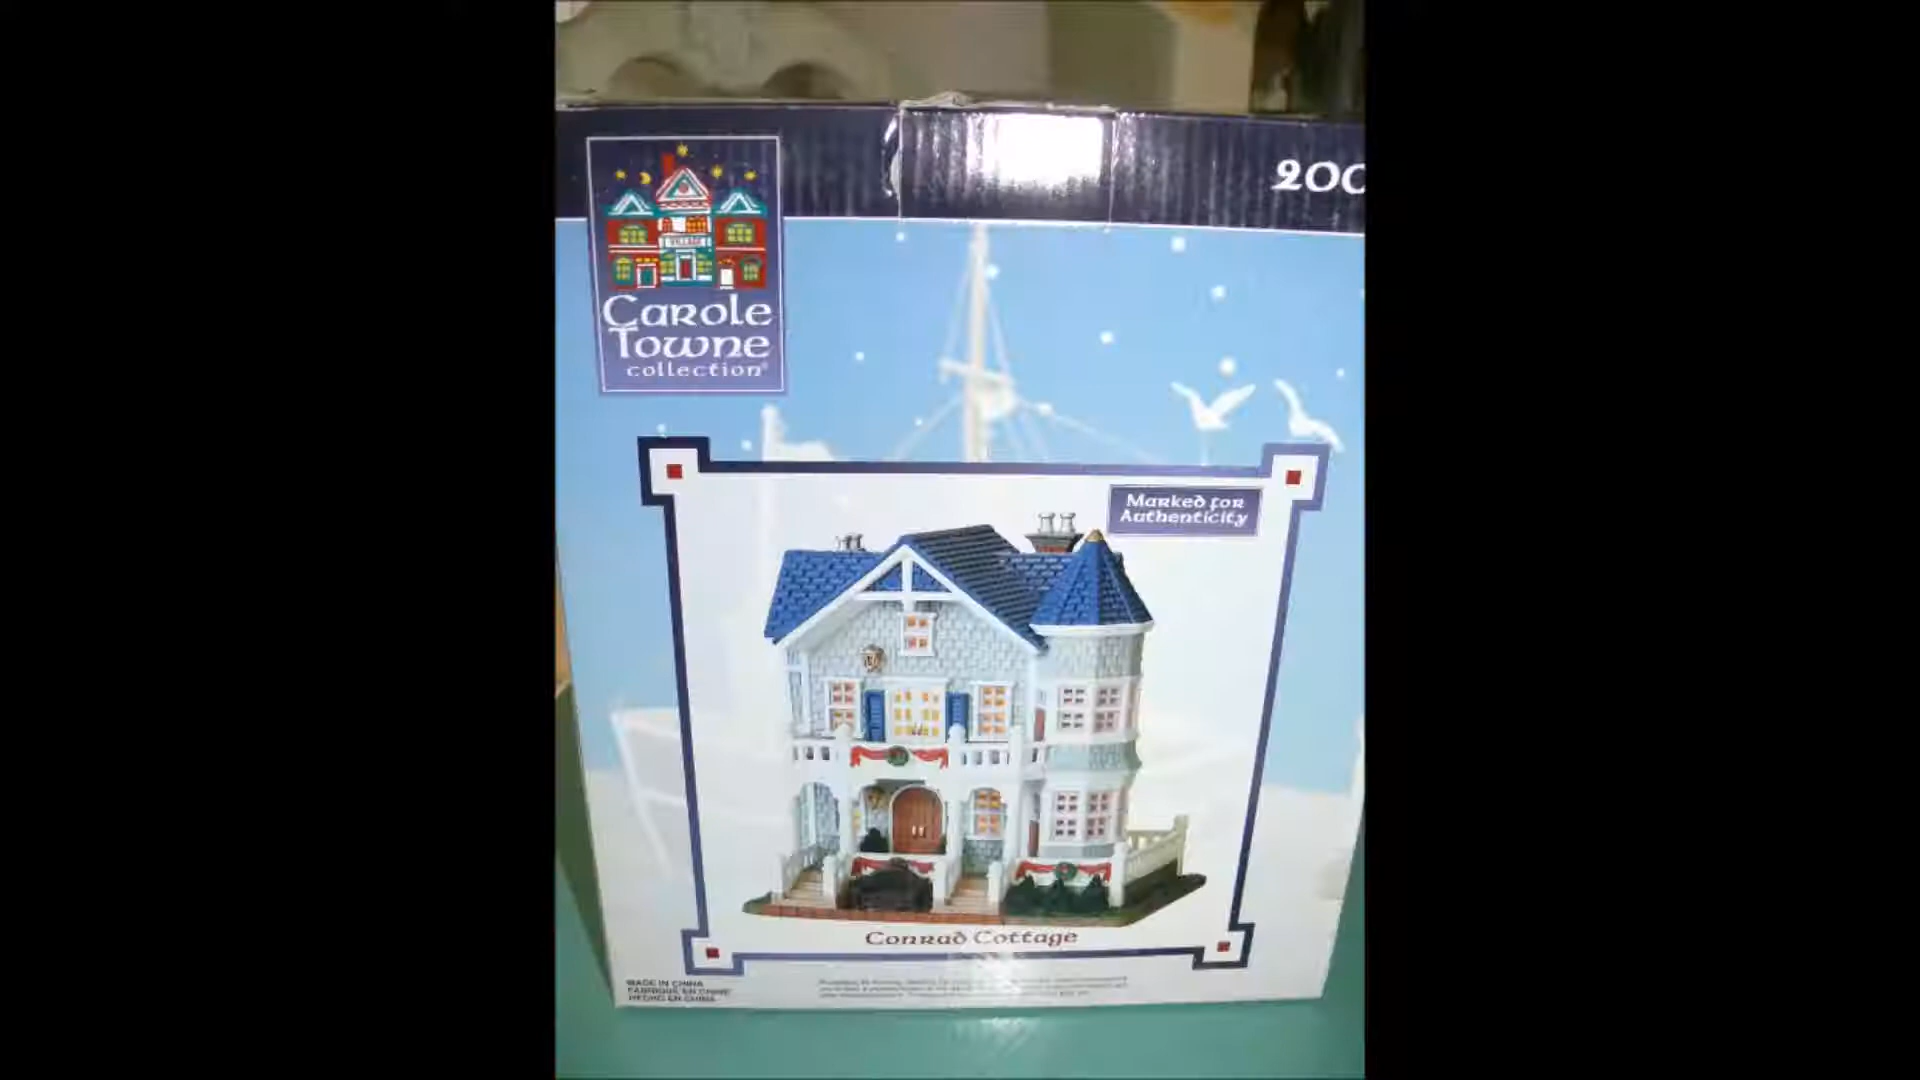 200
VILLAGE
Carole
Towne
collection®
Marked for
Authenticity
Conrad Cottage
MADE IN CHINA
FABRIQUÉ EN CHINE
HECHO EN CHINA